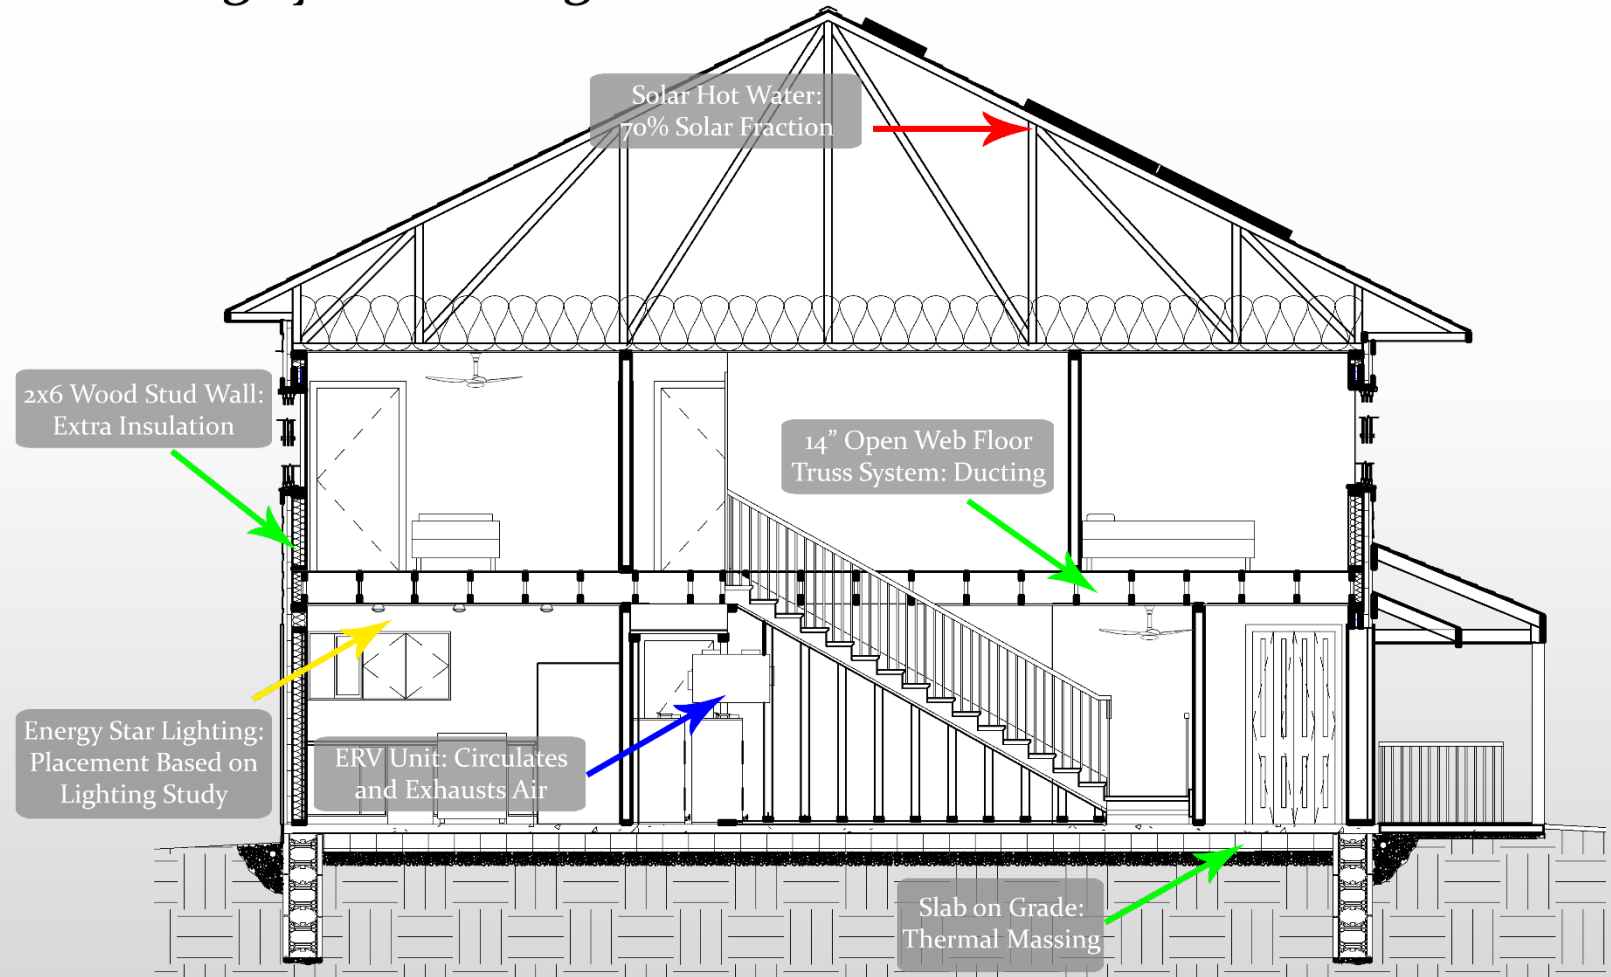 Solar Hot Water:
70% Solar Fraction
2x6 Wood Stud Wall:
Extra Insulation
14” Open Web Floor
Truss System: Ducting
Energy Star Lighting:
Placement Based on
Lighting Study
ERV Unit: Circulates
and Exhausts Air
Slab on Grade:
Thermal Massing